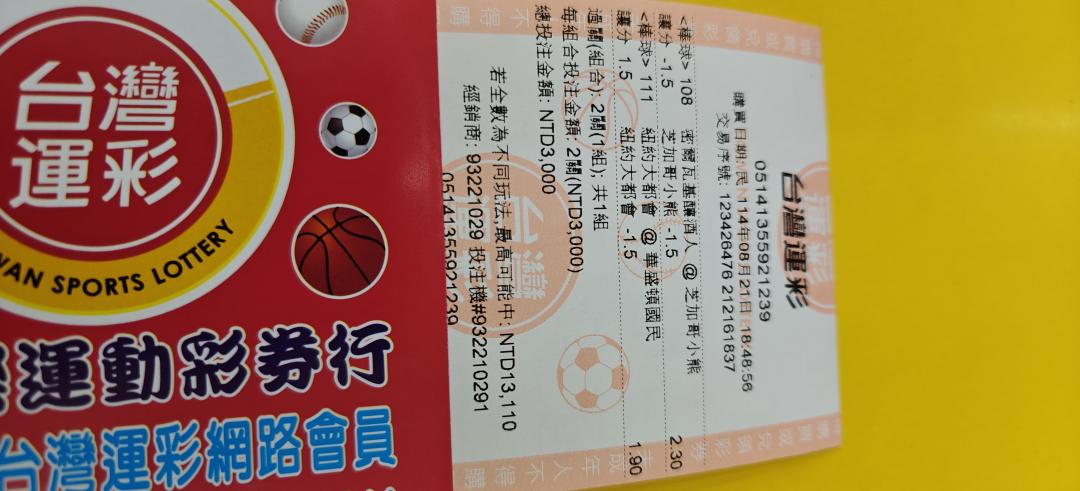 台灣運彩
05141355921239
購買日期: 民 114年08月21日 18:48:56
交易序號: 123426476 212161837
<棒球> 108 密爾瓦基釀酒人 @ 芝加哥小熊
讓分 -1.5 芝加哥小熊 -1.5 2.30
<棒球> 111 紐約大都會 @ 華盛頓國民
讓分 1.5 紐約大都會 -1.5 1.90
過關(組合): 2關(1組); 共1組
每組合投注金額: 2關(NTD3,000)
總投注金額: NTD3,000
若全數為不同玩法,最高可能中: NTD13,110
經銷商: 93221029 投注機#9322210291
05141355921239
台灣
運彩
WAN SPORTS LOTTERY
運動彩券行
台灣運彩網路會員